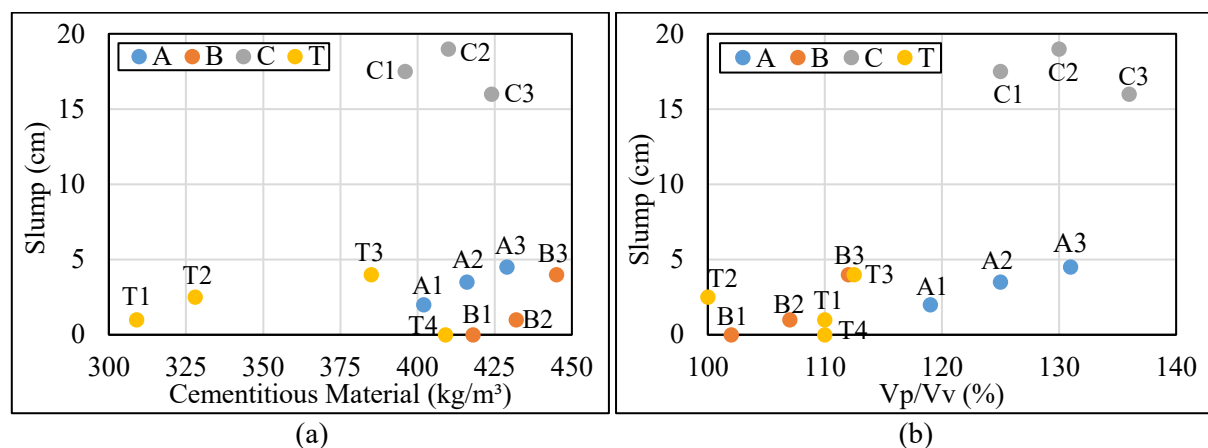 20
15
10
5
0
Slump (cm)
A B C T
C1
C2
C3
T1
T2
T3
T4
A1
A2
A3
B1
B2
B3
300 325 350 375 400 425 450
Cementitious Material (kg/m³)
(a)
20
15
10
5
0
Slump (cm)
A B C T
C1
C2
C3
T2
B1
B2
B3
T3
T1
T4
A1
A2
A3
100 110 120 130 140
Vp/Vv (%)
(b)